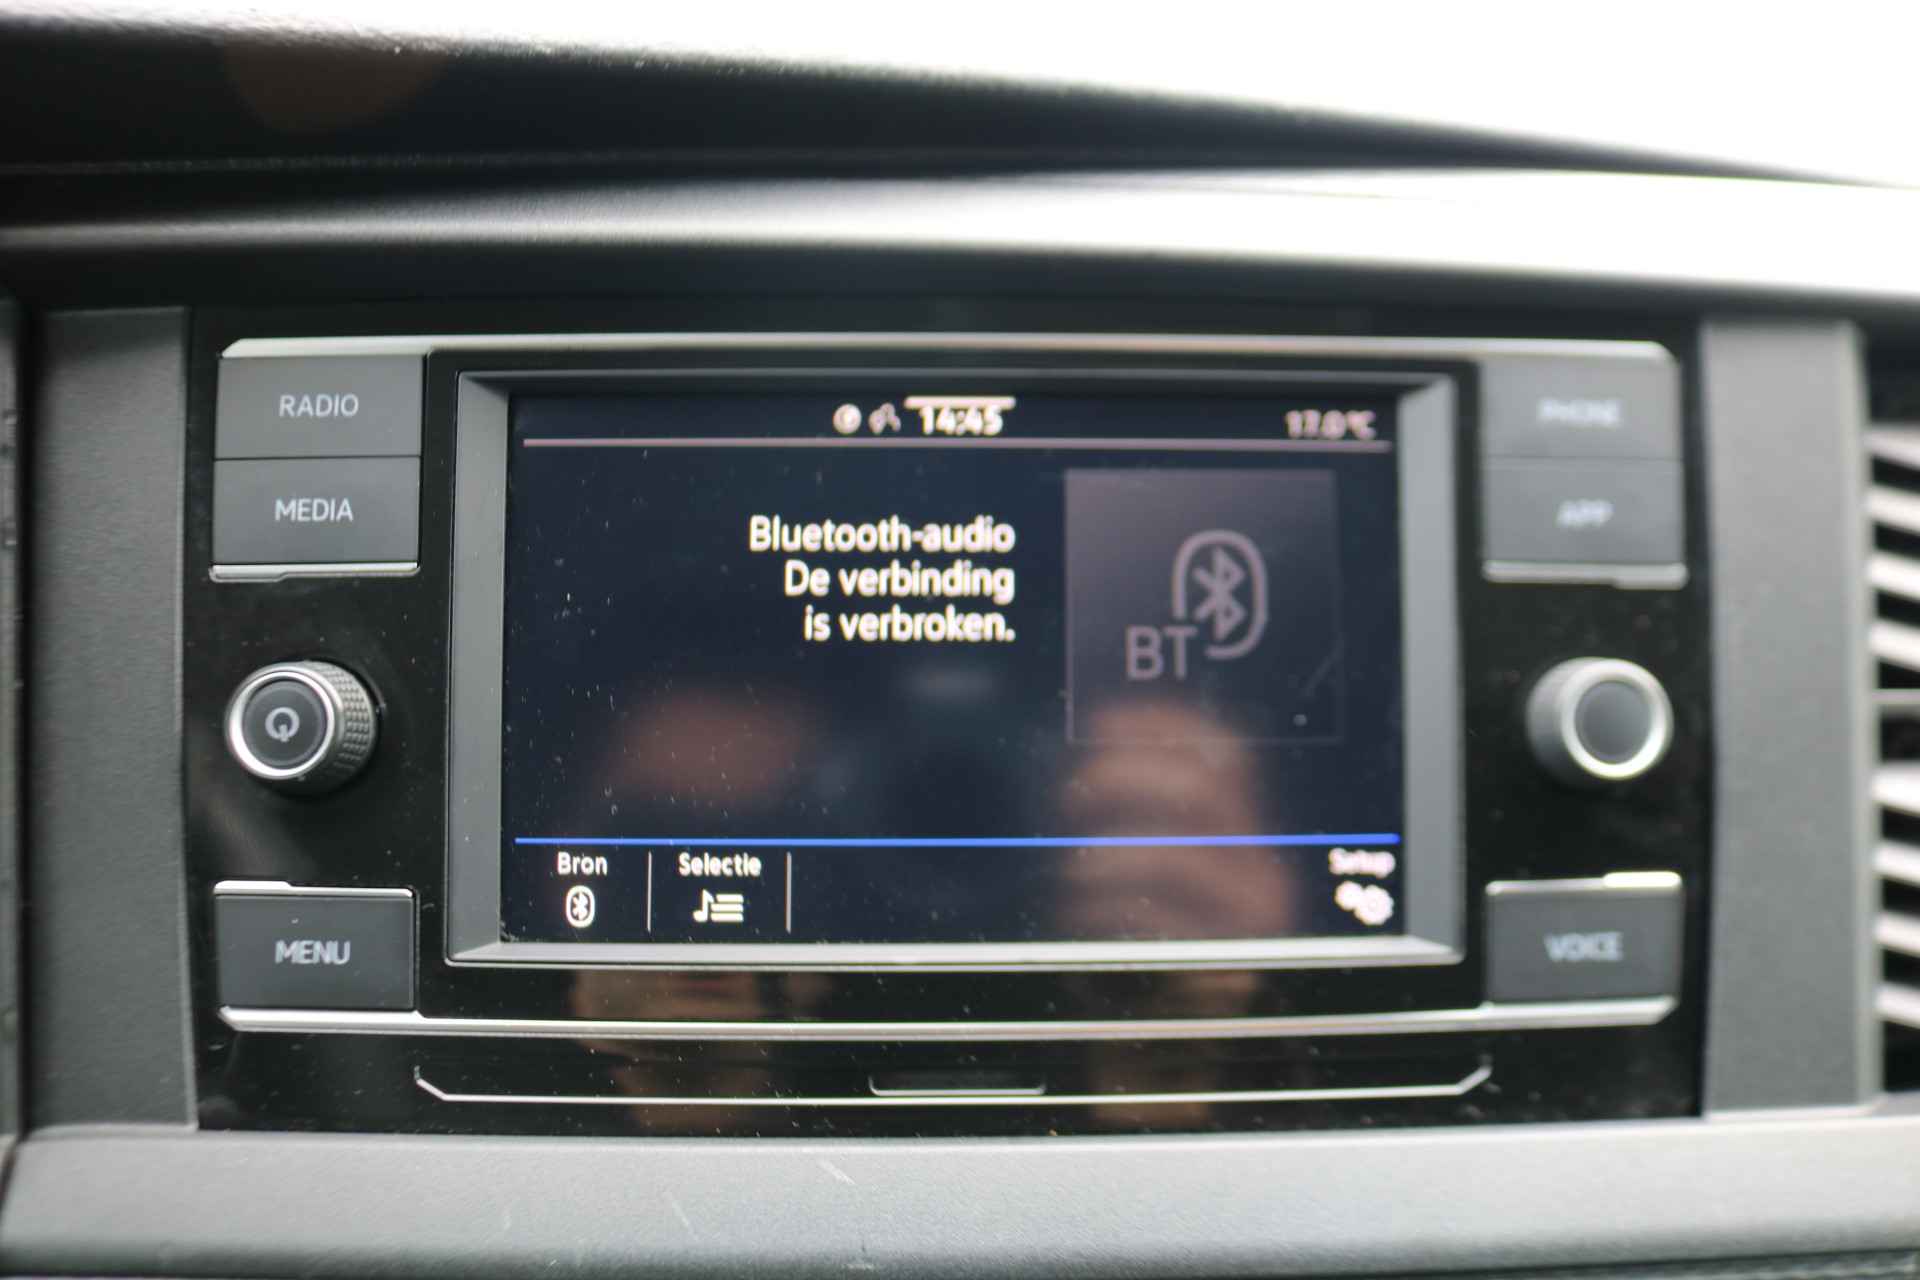 RADIO
MEDIA
MENU
14:45
17.0°C
Bluetooth-audio
De verbinding
is verbroken.
BT
Bron
Selectie
Setup
PHONE
APP
VOICE